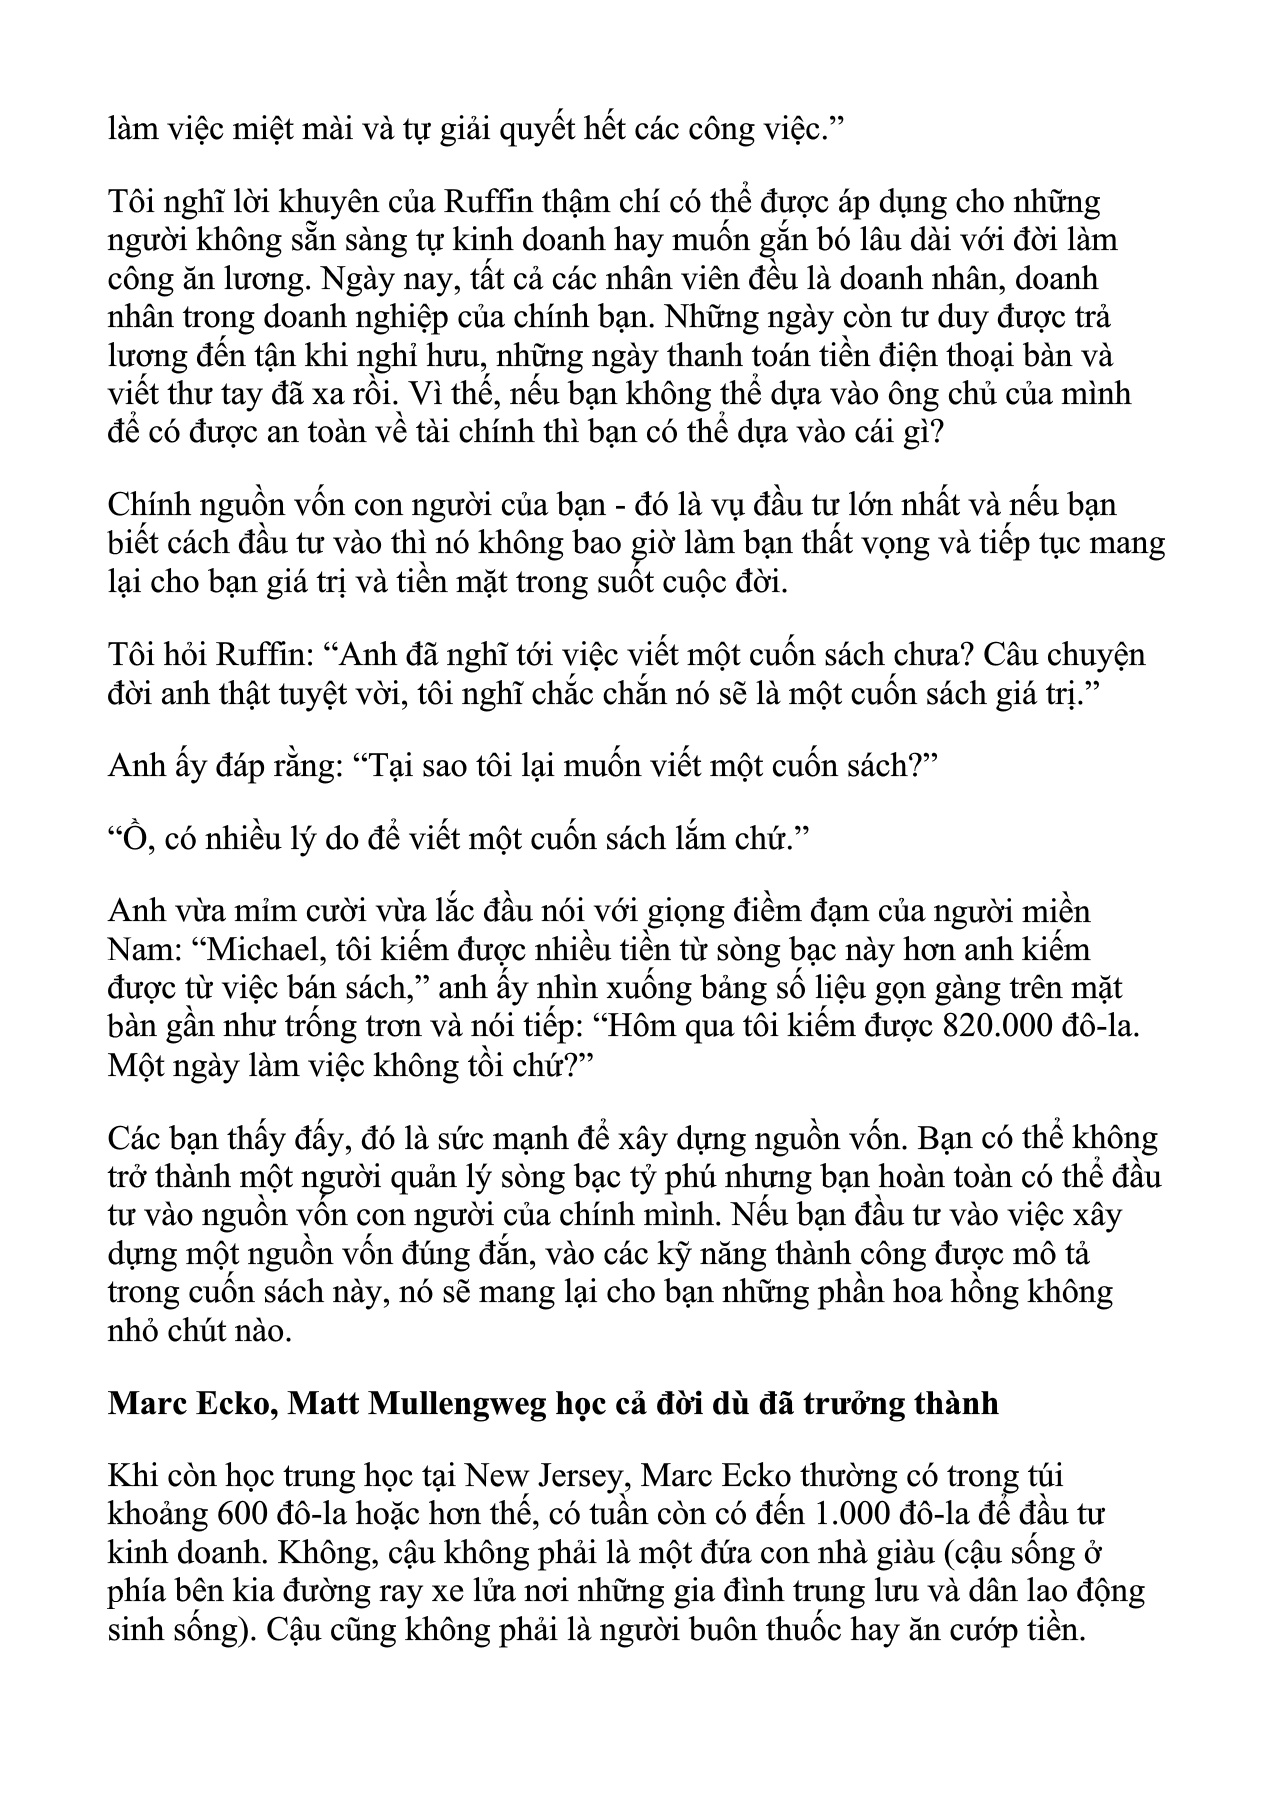 làm việc miệt mài và tự giải quyết hết các công việc.”
Tôi nghĩ lời khuyên của Ruffin thậm chí có thể được áp dụng cho những
người không sẵn sàng tự kinh doanh hay muốn gắn bó lâu dài với đời làm
công ăn lương. Ngày nay, tất cả các nhân viên đều là doanh nhân, doanh
nhân trong doanh nghiệp của chính bạn. Những ngày còn tư duy được trả
lương đến tận khi nghỉ hưu, những ngày thanh toán tiền điện thoại bàn và
viết thư tay đã xa rồi. Vì thế, nếu bạn không thể dựa vào ông chủ của mình
để có được an toàn về tài chính thì bạn có thể dựa vào cái gì?
Chính nguồn vốn con người của bạn - đó là vụ đầu tư lớn nhất và nếu bạn
biết cách đầu tư vào thì nó không bao giờ làm bạn thất vọng và tiếp tục mang
lại cho bạn giá trị và tiền mặt trong suốt cuộc đời.
Tôi hỏi Ruffin: “Anh đã nghĩ tới việc viết một cuốn sách chưa? Câu chuyện
đời anh thật tuyệt vời, tôi nghĩ chắc chắn nó sẽ là một cuốn sách giá trị.”
Anh ấy đáp rằng: “Tại sao tôi lại muốn viết một cuốn sách?”
“Ồ, có nhiều lý do để viết một cuốn sách lắm chứ.”
Anh vừa mỉm cười vừa lắc đầu nói với giọng điềm đạm của người miền
Nam: “Michael, tôi kiếm được nhiều tiền từ sòng bạc này hơn anh kiếm
được từ việc bán sách,” anh ấy nhìn xuống bảng số liệu gọn gàng trên mặt
bàn gần như trống trơn và nói tiếp: “Hôm qua tôi kiếm được 820.000 đô-la.
Một ngày làm việc không tồi chứ?”
Các bạn thấy đấy, đó là sức mạnh để xây dựng nguồn vốn. Bạn có thể không
trở thành một người quản lý sòng bạc tỷ phú nhưng bạn hoàn toàn có thể đầu
tư vào nguồn vốn con người của chính mình. Nếu bạn đầu tư vào việc xây
dựng một nguồn vốn đúng đắn, vào các kỹ năng thành công được mô tả
trong cuốn sách này, nó sẽ mang lại cho bạn những phần hoa hồng không
nhỏ chút nào.
Marc Ecko, Matt Mullengweg học cả đời dù đã trưởng thành
Khi còn học trung học tại New Jersey, Marc Ecko thường có trong túi
khoảng 600 đô-la hoặc hơn thế, có tuần còn có đến 1.000 đô-la để đầu tư
kinh doanh. Không, cậu không phải là một đứa con nhà giàu (cậu sống ở
phía bên kia đường ray xe lửa nơi những gia đình trung lưu và dân lao động
sinh sống). Cậu cũng không phải là người buôn thuốc hay ăn cướp tiền.